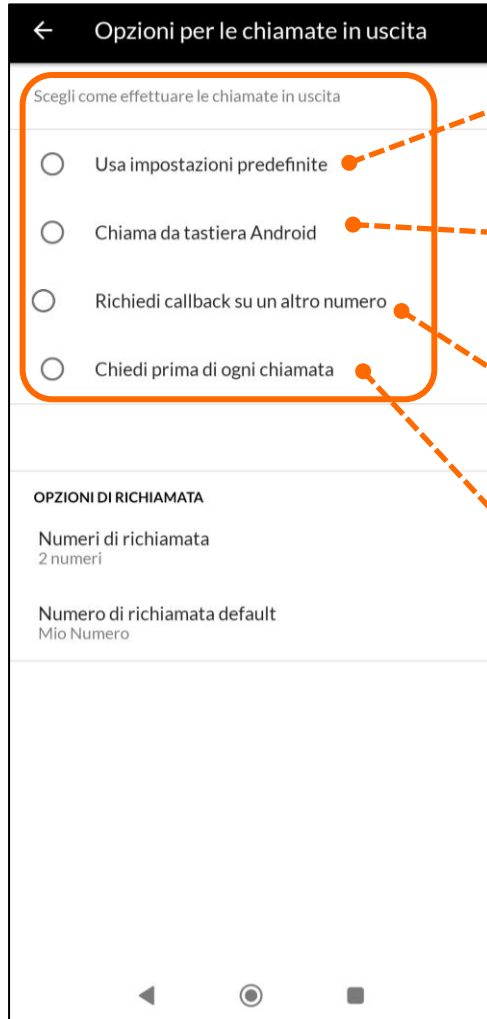 Opzioni per le chiamate in uscita
Scegli come effettuare le chiamate in uscita
Usa impostazioni predefinite
Chiama da tastiera Android
Richiedi callback su un altro numero
Chiedi prima di ogni chiamata
OPZIONI DI RICHIAMATA
Numeri di richiamata
2 numeri
Numero di richiamata default
Mio Numero